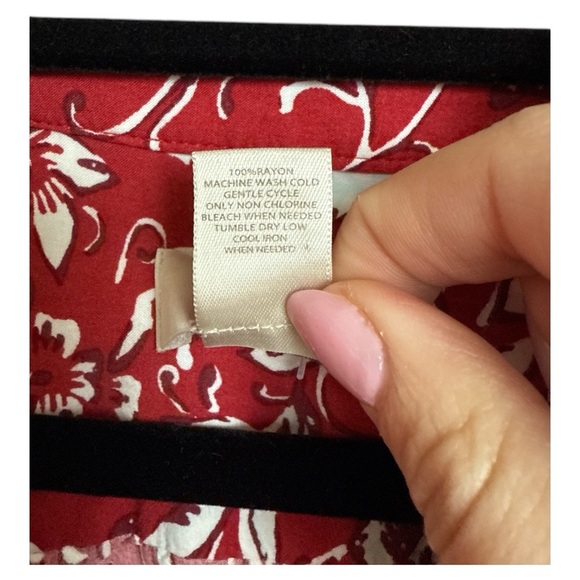 100%RAYON
MACHINE WASH COLD
GENTLE CYCLE
ONLY NON CHLORINE
BLEACH WHEN NEEDED
TUMBLE DRY LOW
COOL IRON
WHEN NEEDED